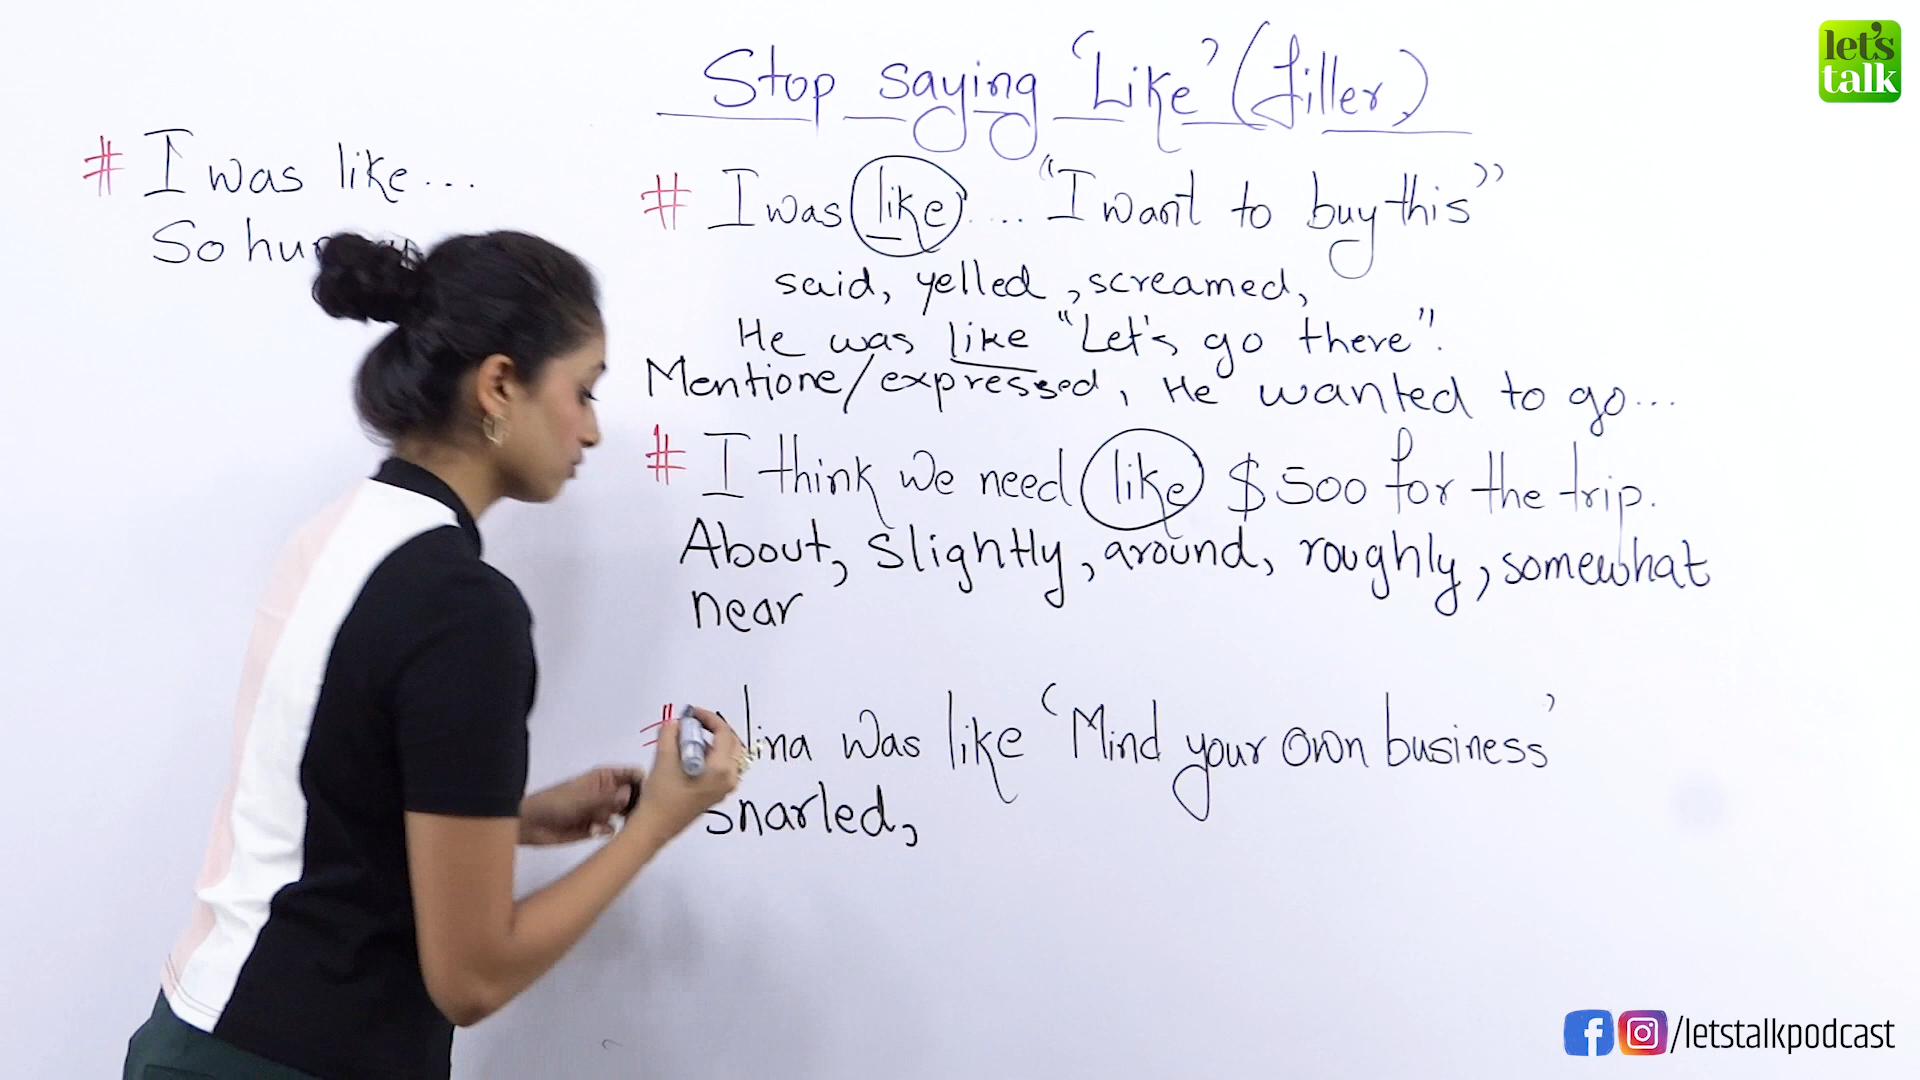 let's
talk
Stop saying 'Like' (filler)
# I was like...
So hu
# I was like .... "I want to buy this"
said, yelled, screamed,
He was like "Let's go there".
Mentione/expressed, He wanted to go...
# I think we need like $500 for the trip.
About, slightly, around, roughly, somewhat
near
# Nina was like 'Mind your own business'
snarled,
/letstalkpodcast